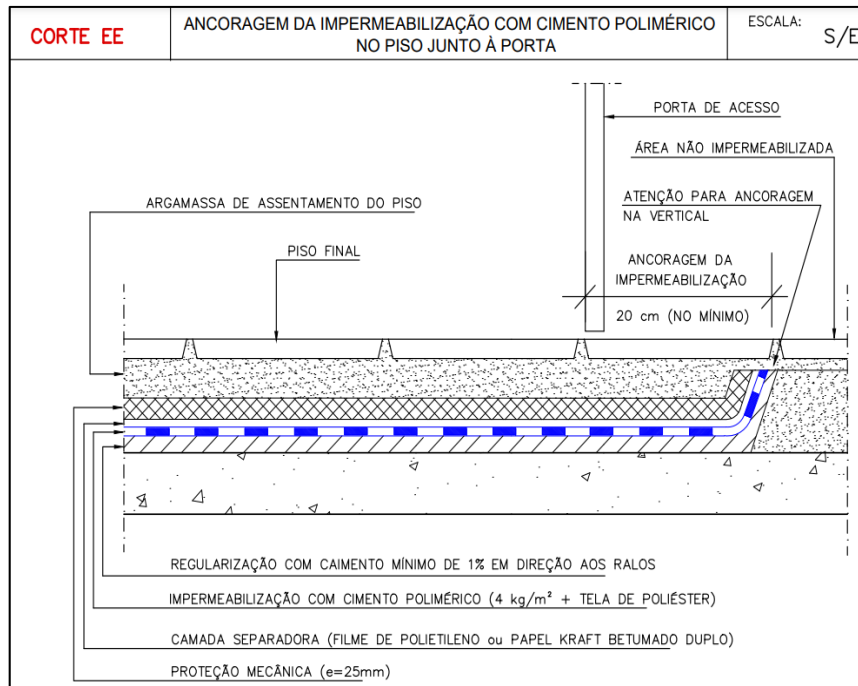 CORTE EE
ANCORAGEM DA IMPERMEABILIZAÇÃO COM CIMENTO POLIMÉRICO
NO PISO JUNTO À PORTA
ESCALA:
S/E
PORTA DE ACESSO
ÁREA NÃO IMPERMEABILIZADA
ARGAMASSA DE ASSENTAMENTO DO PISO
ATENÇÃO PARA ANCORAGEM
NA VERTICAL
PISO FINAL
ANCORAGEM DA
IMPERMEABILIZAÇÃO
20 cm (NO MÍNIMO)
REGULARIZAÇÃO COM CAIMENTO MÍNIMO DE 1% EM DIREÇÃO AOS RALOS
IMPERMEABILIZAÇÃO COM CIMENTO POLIMÉRICO (4 kg/m² + TELA DE POLIÉSTER)
CAMADA SEPARADORA (FILME DE POLIETILENO ou PAPEL KRAFT BETUMADO DUPLO)
PROTEÇÃO MECÂNICA (e=25mm)